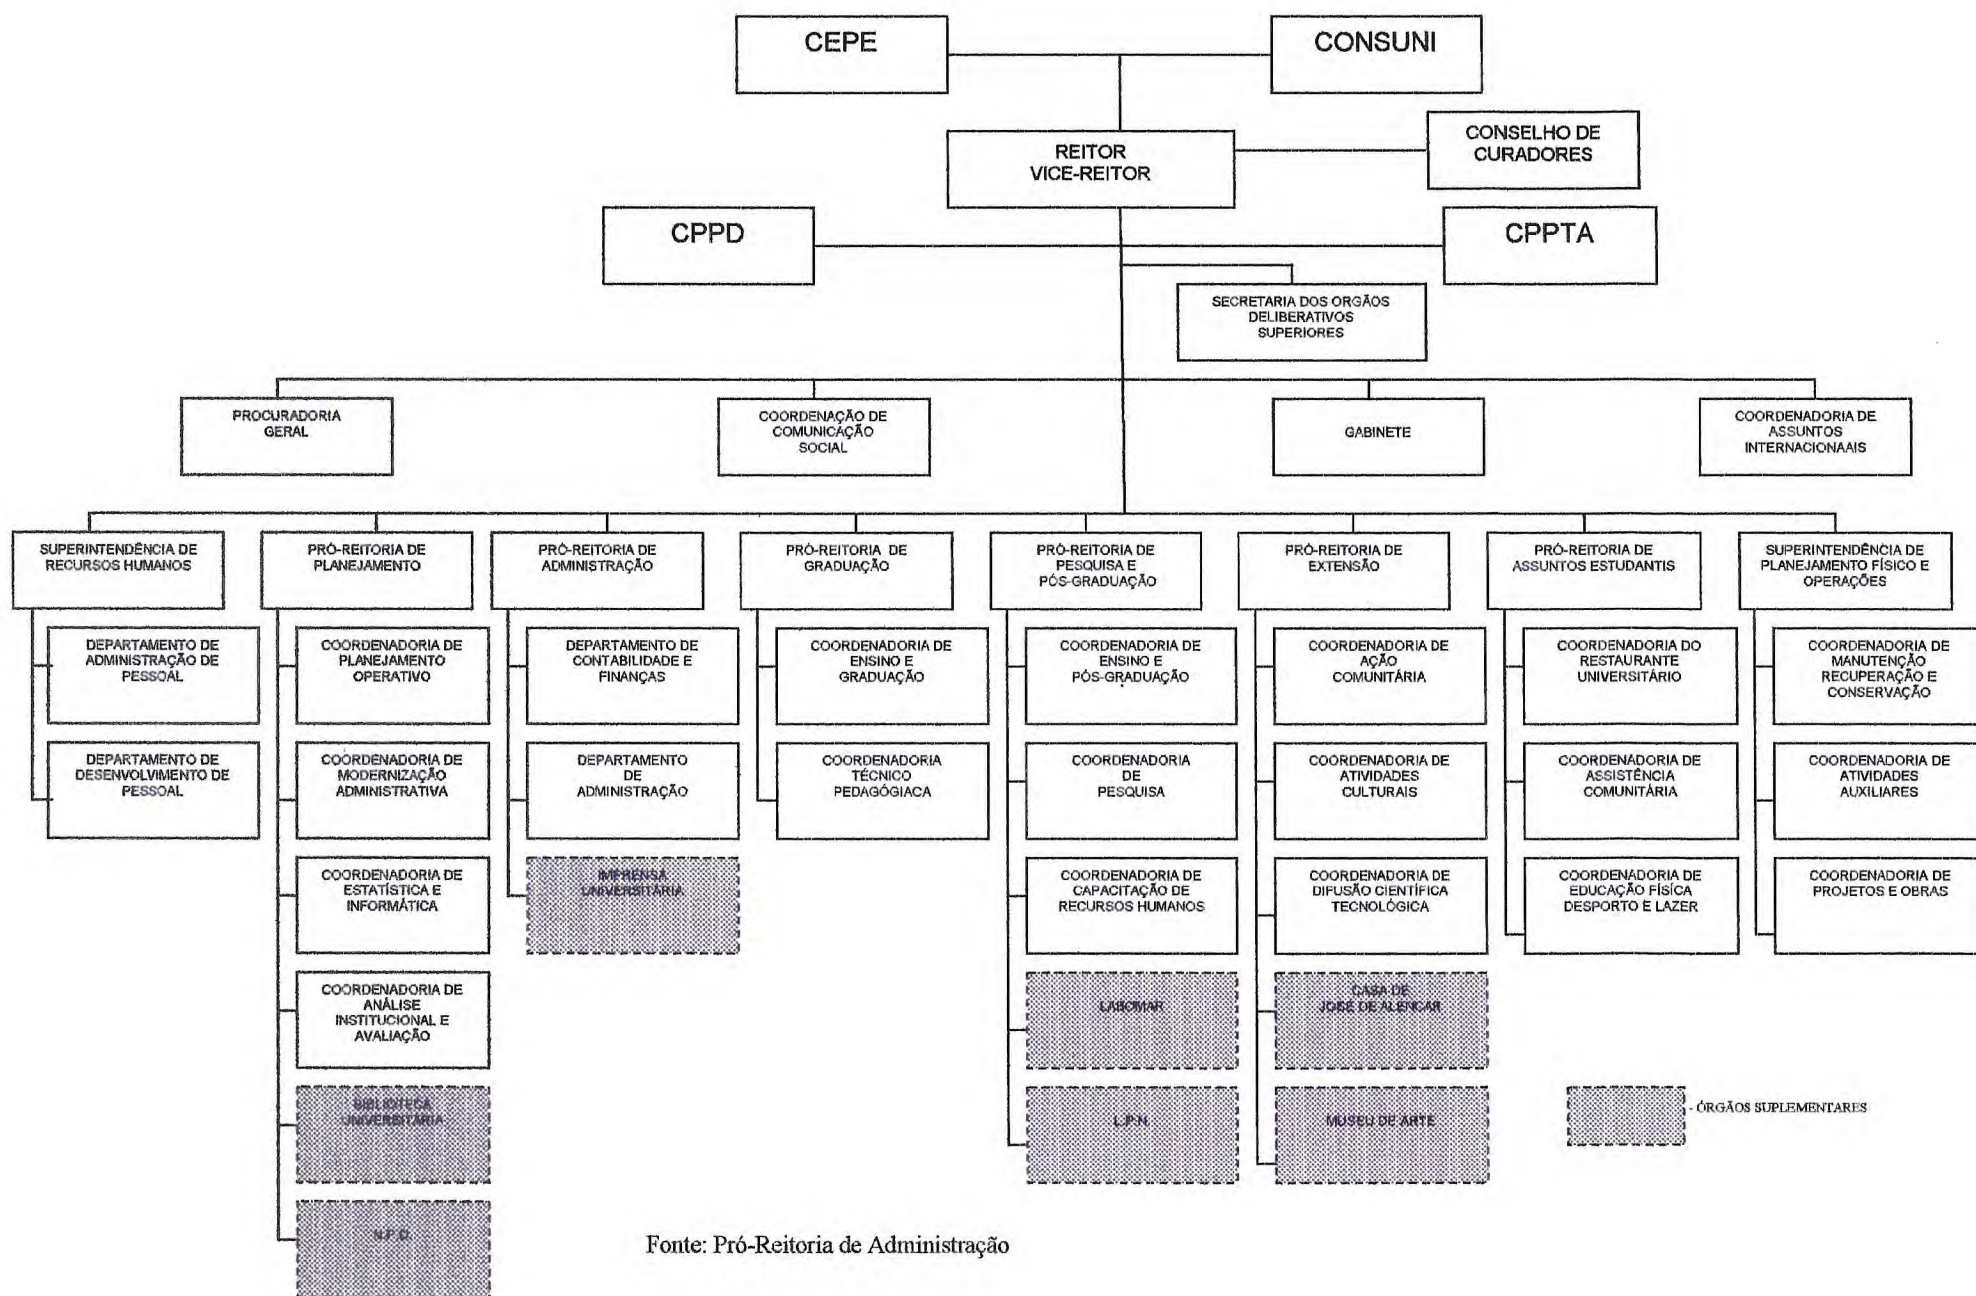 CEPE
CONSUNI
REITOR
VICE-REITOR
CONSELHO DE
CURADORES
CPPD
CPPTA
SECRETARIA DOS ORGÃOS
DELIBERATIVOS
SUPERIORES
PROCURADORIA
GERAL
COORDENAÇÃO DE
COMUNICAÇÃO
SOCIAL
GABINETE
COORDENADORIA DE
ASSUNTOS
INTERNACIONAAIS
SUPERINTENDÊNCIA DE
RECURSOS HUMANOS
PRÓ-REITORIA DE
PLANEJAMENTO
PRÓ-REITORIA DE
ADMINISTRAÇÃO
PRÓ-REITORIA DE
GRADUAÇÃO
PRÓ-REITORIA DE
PESQUISA E
PÓS-GRADUAÇÃO
PRÓ-REITORIA DE
EXTENSÃO
PRÓ-REITORIA DE
ASSUNTOS ESTUDANTIS
SUPERINTENDÊNCIA DE
PLANEJAMENTO FÍSICO E
OPERAÇÕES
DEPARTAMENTO DE
ADMINISTRAÇÃO DE
PESSOAL
COORDENADORIA DE
PLANEJAMENTO
OPERATIVO
DEPARTAMENTO DE
CONTABILIDADE E
FINANÇAS
COORDENADORIA DE
ENSINO E
GRADUAÇÃO
COORDENADORIA DE
ENSINO E
PÓS-GRADUAÇÃO
COORDENADORIA DE
AÇÃO
COMUNITÁRIA
COORDENADORIA DO
RESTAURANTE
UNIVERSITÁRIO
COORDENADORIA DE
MANUTENÇÃO
RECUPERAÇÃO E
CONSERVAÇÃO
DEPARTAMENTO DE
DESENVOLVIMENTO DE
PESSOAL
COORDENADORIA DE
MODERNIZAÇÃO
ADMINISTRATIVA
DEPARTAMENTO
DE
ADMINISTRAÇÃO
COORDENADORIA
TÉCNICO
PEDAGÓGIACA
COORDENADORIA
DE
PESQUISA
COORDENADORIA DE
ATIVIDADES
CULTURAIS
COORDENADORIA DE
ASSISTÊNCIA
COMUNITÁRIA
COORDENADORIA DE
ATIVIDADES
AUXILIARES
COORDENADORIA DE
ESTATÍSTICA E
INFORMÁTICA
IMPRENSA
UNIVERSITÁRIA
COORDENADORIA DE
CAPACITAÇÃO DE
RECURSOS HUMANOS
COORDENADORIA DE
DIFUSÃO CIENTÍFICA
TECNOLÓGICA
COORDENADORIA DE
EDUCAÇÃO FÍSÍCA
DESPORTO E LAZER
COORDENADORIA DE
PROJETOS E OBRAS
COORDENADORIA DE
ANÁLISE
INSTITUCIONAL E
AVALIAÇÃO
LABOMAR
CASA DE
JOSÉ DE ALENCAR
BIBLIOTECA
UNIVERSITÁRIA
L.P.N.
MUSEU DE ARTE
- ÓRGÃOS SUPLEMENTARES
Fonte: Pró-Reitoria de Administração